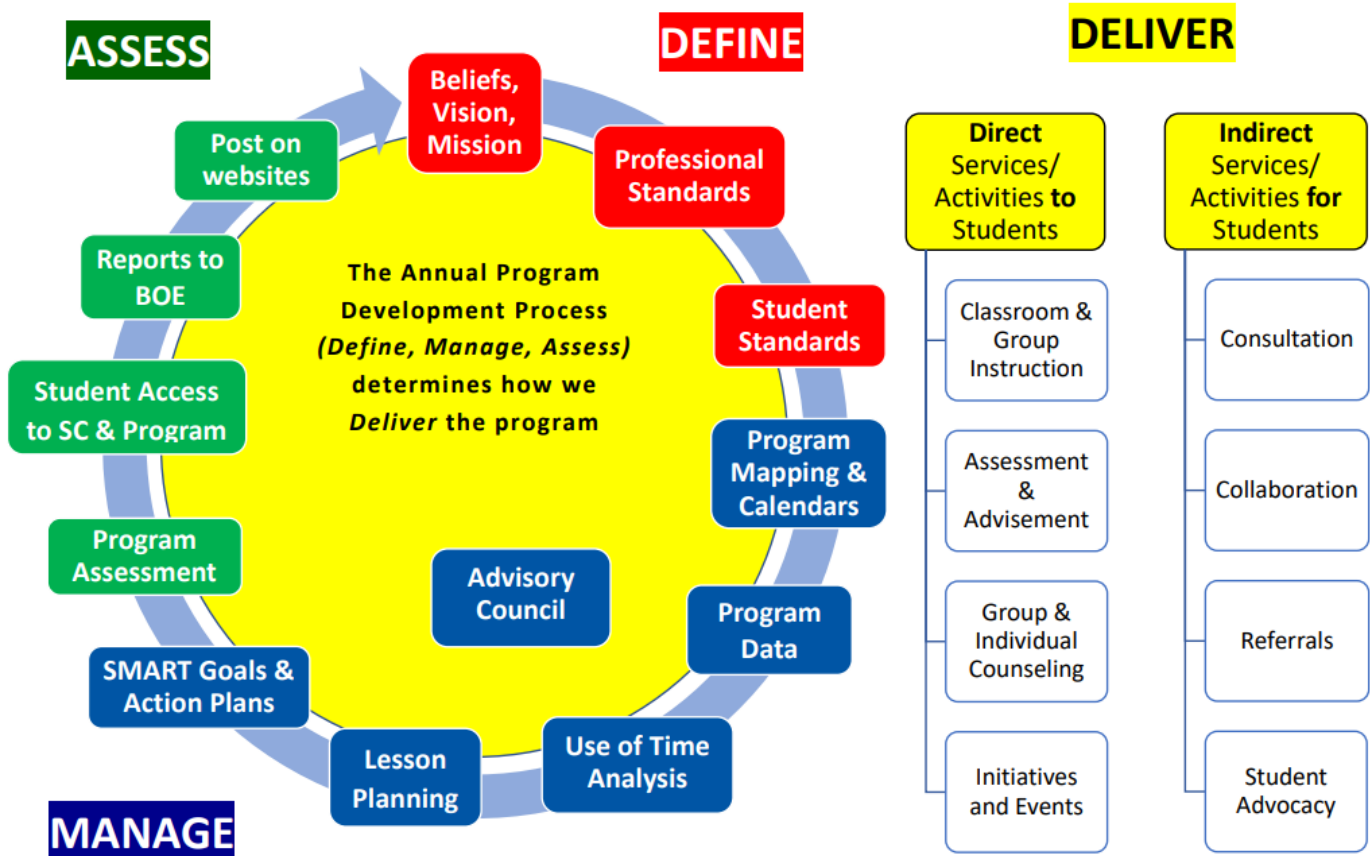 ASSESS
DEFINE
DELIVER
Beliefs,
Vision,
Mission
Professional
Standards
Student
Standards
Program
Mapping &
Calendars
Program
Data
Use of Time
Analysis
Lesson
Planning
SMART Goals &
Action Plans
Program
Assessment
Student Access
to SC & Program
Reports to
BOE
Post on
websites
The Annual Program
Development Process
(Define, Manage, Assess)
determines how we
Deliver the program
Advisory
Council
MANAGE
Direct
Services/
Activities to
Students
Classroom &
Group
Instruction
Assessment
&
Advisement
Group &
Individual
Counseling
Initiatives
and Events
Indirect
Services/
Activities for
Students
Consultation
Collaboration
Referrals
Student
Advocacy